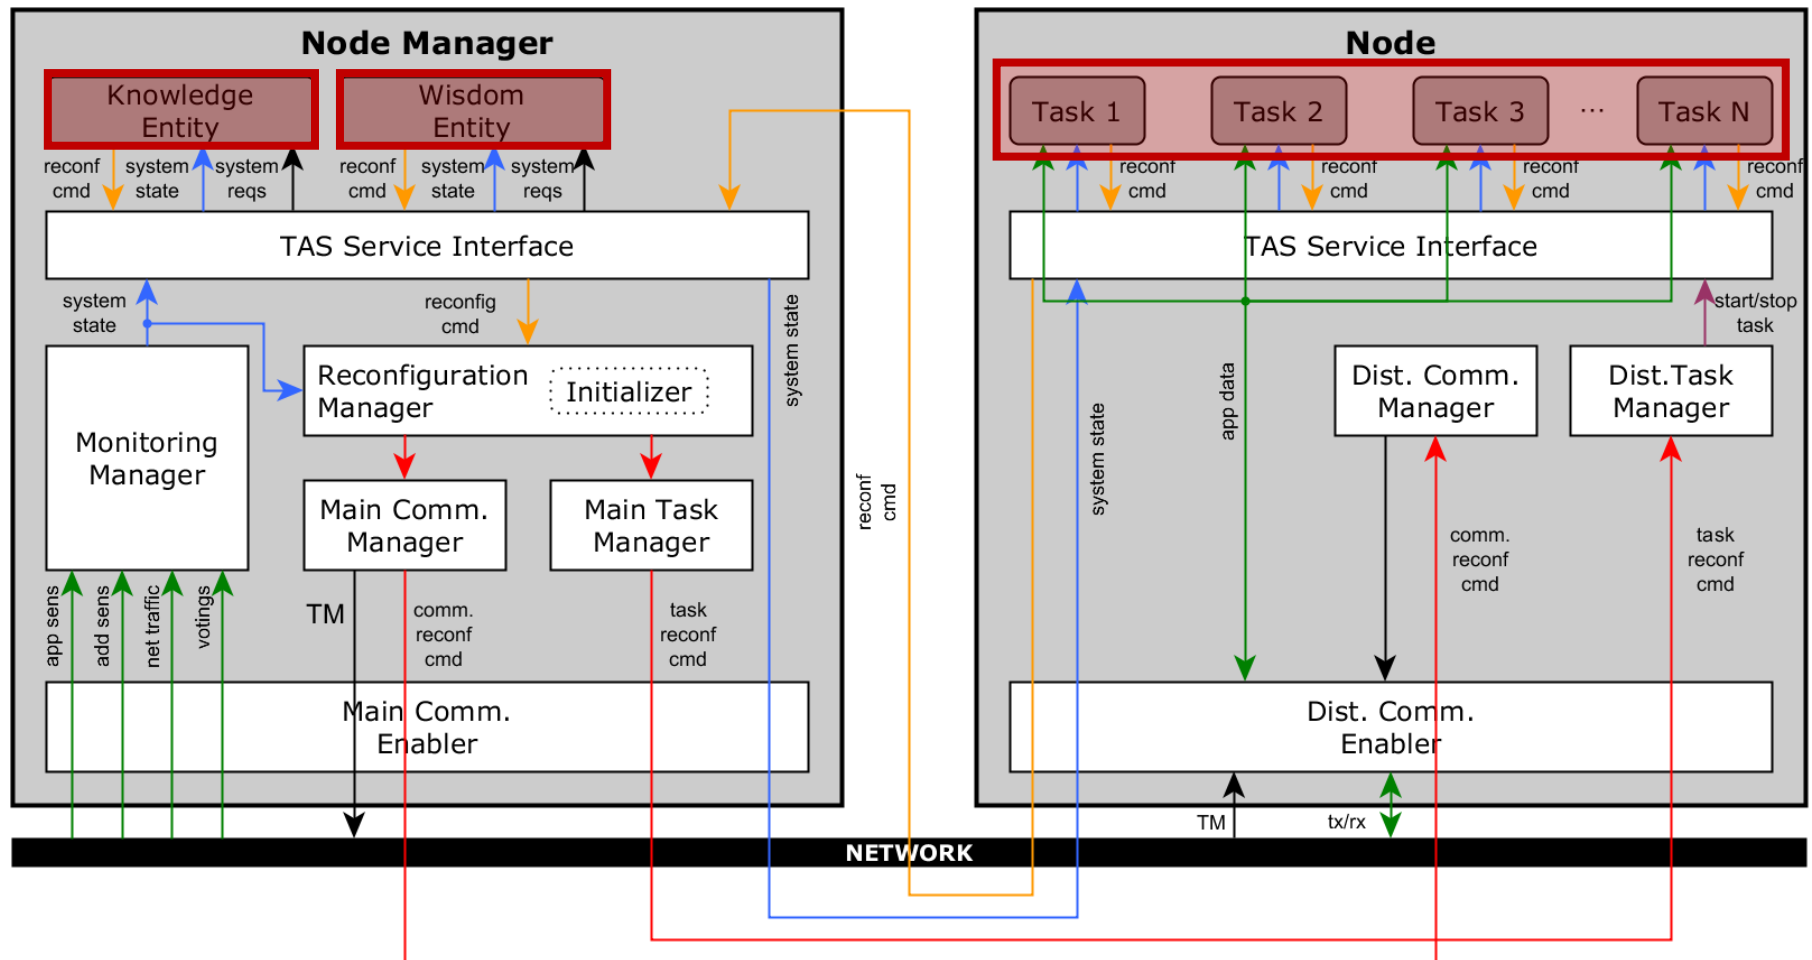 Node Manager
Knowledge
Entity
Wisdom
Entity
reconf
cmd
system
state
system
reqs
reconf
cmd
system
state
system
reqs
TAS Service Interface
system
state
reconfig
cmd
system state
Reconfiguration
Manager
Initializer
Monitoring
Manager
Main Comm.
Manager
Main Task
Manager
app sens
add sens
net traffic
votings
TM
comm.
reconf
cmd
task
reconf
cmd
Main Comm.
Enabler
reconf
cmd
Node
Task 1
Task 2
Task 3
...
Task N
reconf
cmd
reconf
cmd
reconf
cmd
reconf
cmd
TAS Service Interface
start/stop
task
system state
app data
Dist. Comm.
Manager
Dist.Task
Manager
comm.
reconf
cmd
task
reconf
cmd
Dist. Comm.
Enabler
TM
tx/rx
NETWORK